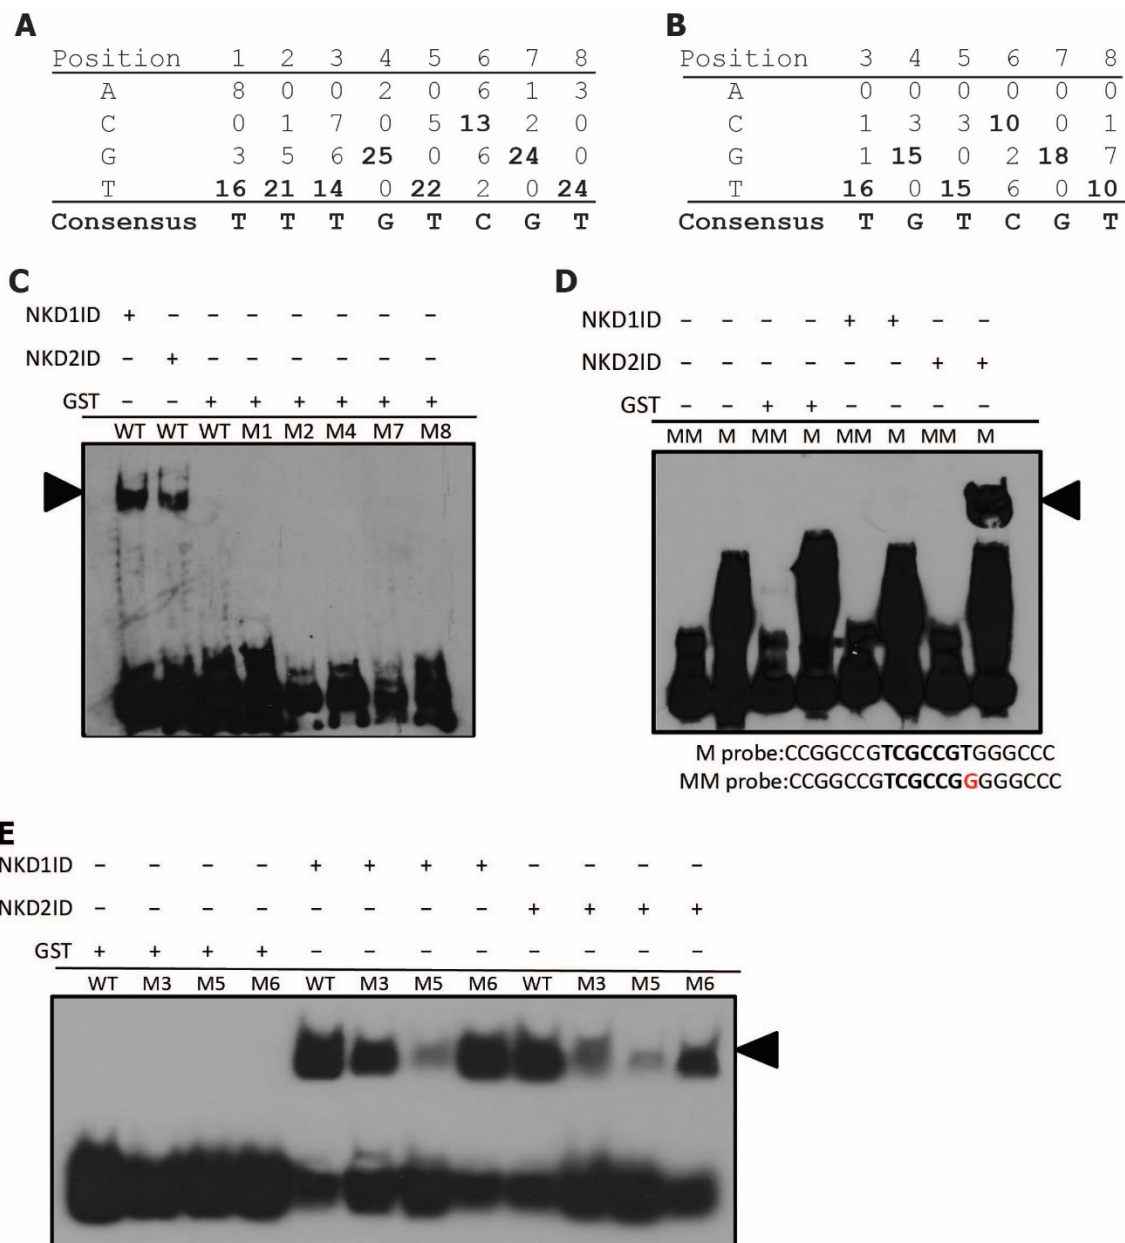 A
Position 1 2 3 4 5 6 7 8
A 8 0 0 2 0 6 1 3
C 0 1 7 0 5 13 2 0
G 3 5 6 25 0 6 24 0
T 16 21 14 0 22 2 0 24
Consensus T T T G T C G T
B
Position 3 4 5 6 7 8
A 0 0 0 0 0 0
C 1 3 3 10 0 1
G 1 15 0 2 18 7
T 16 0 15 6 0 10
Consensus T G T C G T
C
NKD1ID + – – – – – – –
NKD2ID – + – – – – – –
GST – – + + + + + +
WT WT WT M1 M2 M4 M7 M8
D
NKD1ID – – – – + + – –
NKD2ID – – – – – – + +
GST – – + + – – – –
MM M MM M MM M MM M
M probe:CCGGCCGTCGCCGTGGGCCC
MM probe:CCGGCCGTCGCCGGGGGCCC
E
NKD1ID – – – – + + + + – – – –
NKD2ID – – – – – – – – + + + +
GST + + + + – – – – – – – –
WT M3 M5 M6 WT M3 M5 M6 WT M3 M5 M6